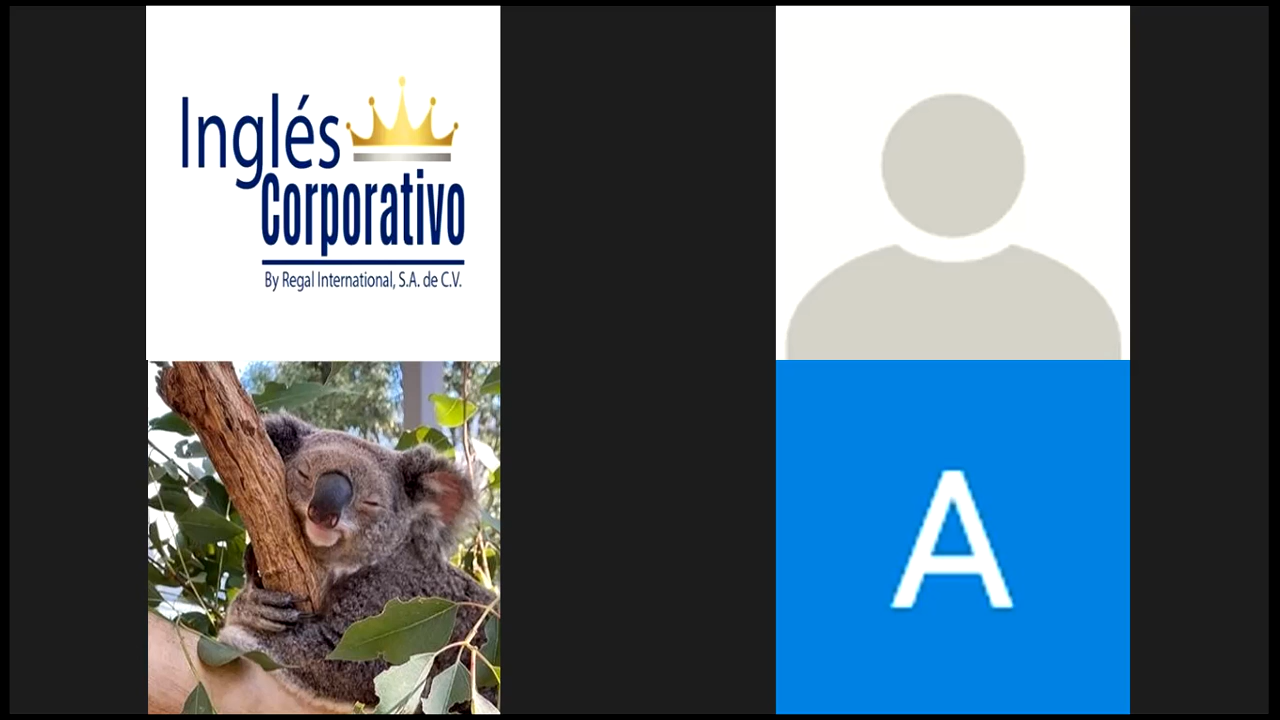 Inglés
Corporativo
By Regal International, S.A. de C.V.
A